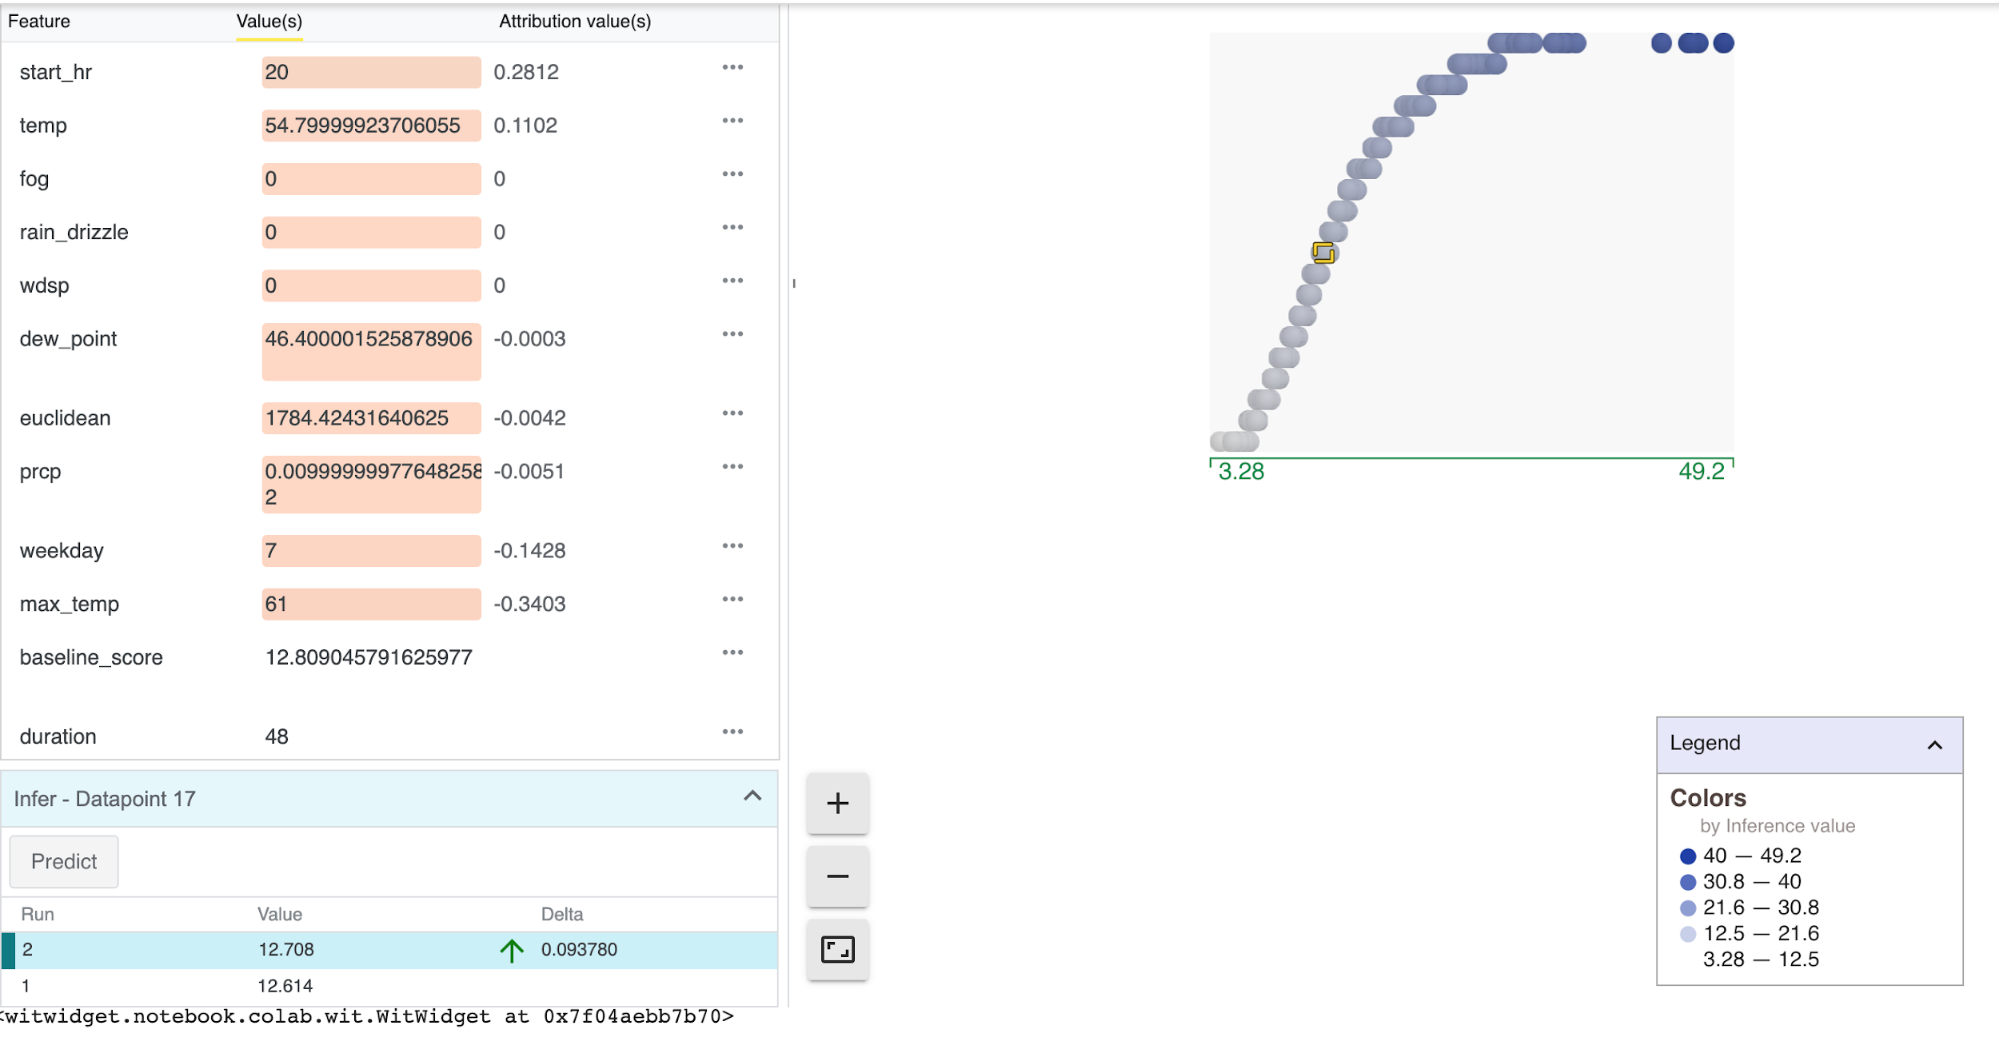 Feature Value(s) Attribution value(s)
start_hr 20 0.2812
temp 54.79999923706055 0.1102
fog 0 0
rain_drizzle 0 0
wdsp 0 0
dew_point 46.400001525878906 -0.0003
euclidean 1784.42431640625 -0.0042
prcp 0.00999999977648258 -0.0051
2
weekday 7 -0.1428
max_temp 61 -0.3403
baseline_score 12.809045791625977
duration 48
Infer - Datapoint 17
Predict
Run Value Delta
2 12.708 0.093780
1 12.614
<witwidget.notebook.colab.wit.WitWidget at 0x7f04aebb7b70>
3.28 49.2
Legend
Colors
by Inference value
40 — 49.2
30.8 — 40
21.6 — 30.8
12.5 — 21.6
3.28 — 12.5